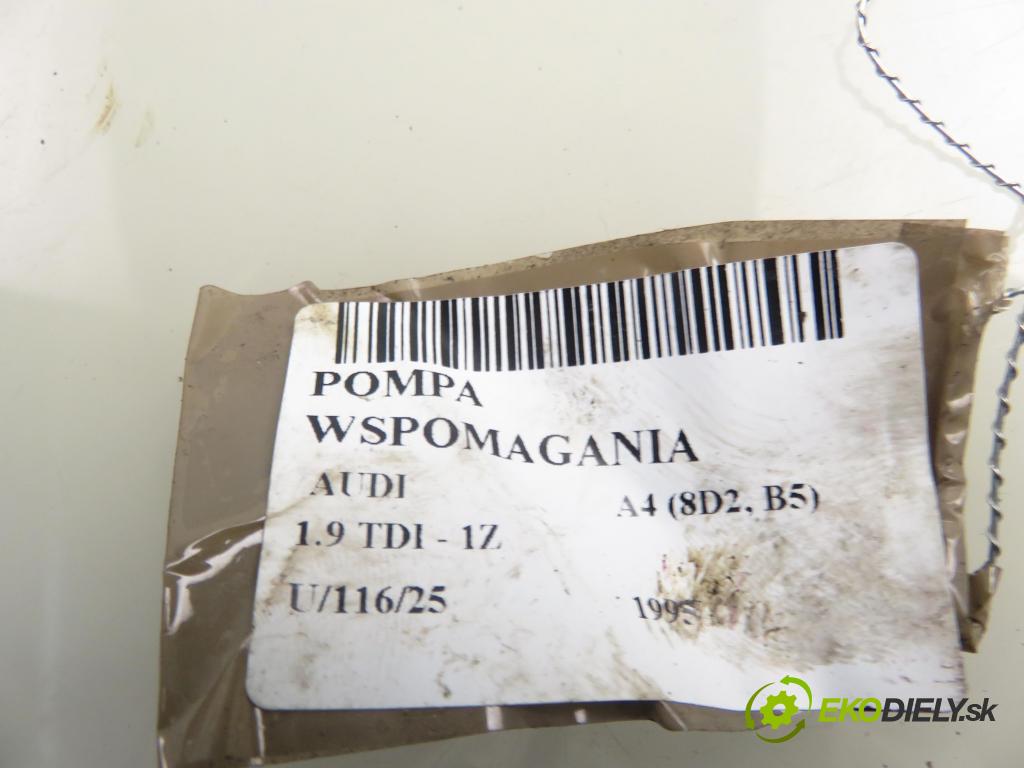 POMPA
WSPOMAGANIA
AUDI A4 (8D2, B5)
1.9 TDI - 1Z
U/116/25 1995
EKODIELY.sk